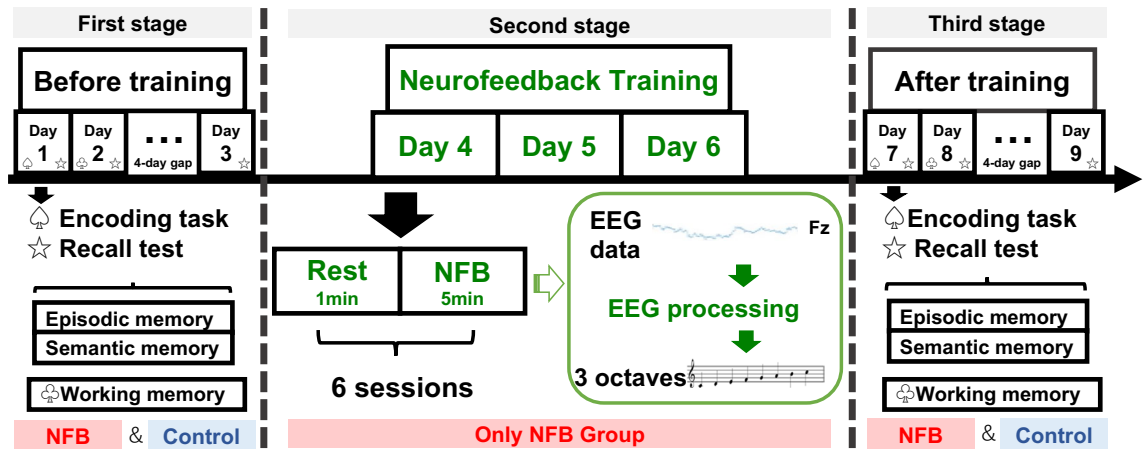 First stage
Before training
Day
♤ 1 ☆
Day
♧ 2 ☆
...
4-day gap
Day
3 ☆
♤ Encoding task
☆ Recall test
Episodic memory
Semantic memory
♧Working memory
NFB & Control
Second stage
Neurofeedback Training
Day 4
Day 5
Day 6
Rest
1min
NFB
5min
6 sessions
EEG
data
Fz
EEG processing
3 octaves
Only NFB Group
Third stage
After training
Day
♤ 7 ☆
Day
♧ 8 ☆
...
4-day gap
Day
9 ☆
♤Encoding task
☆ Recall test
Episodic memory
Semantic memory
♧Working memory
NFB & Control